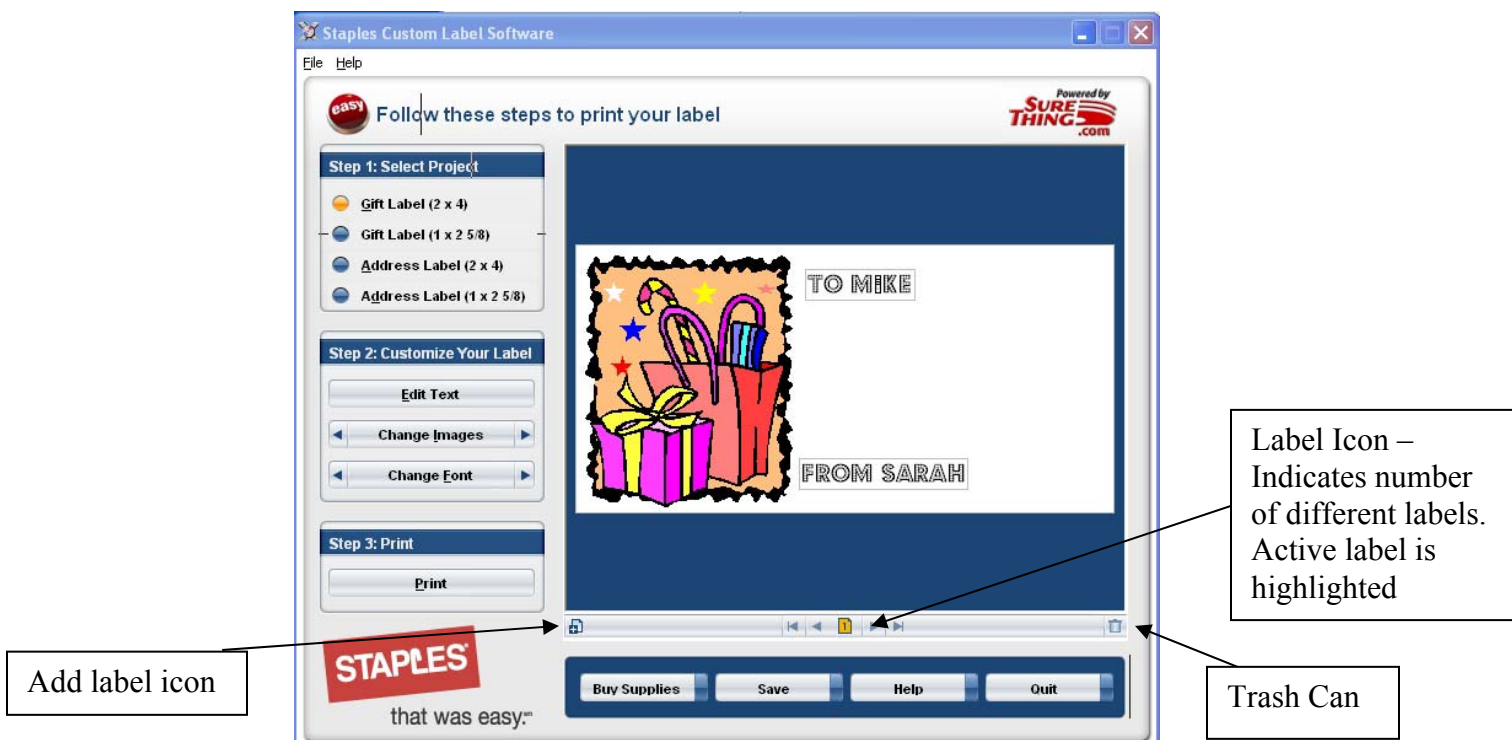 Staples Custom Label Software
File Help
easy
Follow these steps to print your label
Powered by
SURE
THING
.com
Step 1: Select Project
Gift Label (2 x 4)
Gift Label (1 x 2 5/8)
Address Label (2 x 4)
Address Label (1 x 2 5/8)
Step 2: Customize Your Label
Edit Text
Change Images
Change Font
Step 3: Print
Print
TO MIKE
FROM SARAH
1
Label Icon –
Indicates number
of different labels.
Active label is
highlighted
Add label icon
Trash Can
STAPLES
that was easy.
Buy Supplies Save Help Quit